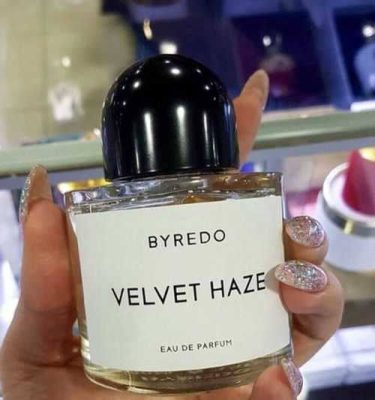 BYREDO
VELVET HAZE
EAU DE PARFUM